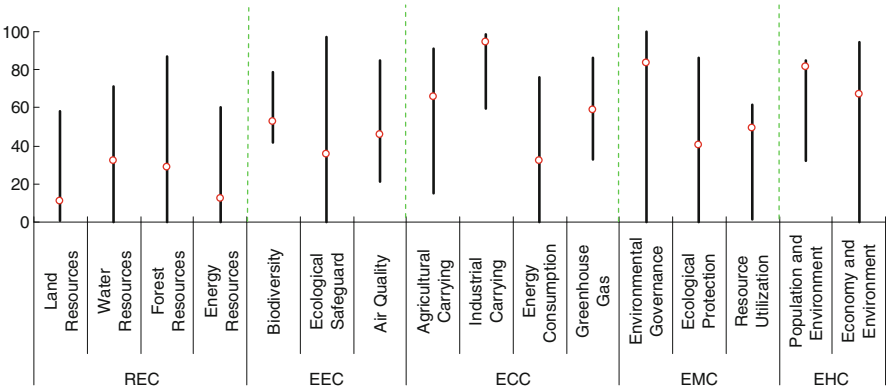 100
80
60
40
20
0
Land
Resources
Water
Resources
Forest
Resources
Energy
Resources
Biodiversity
Ecological
Safeguard
Air Quality
Agricultural
Carrying
Industrial
Carrying
Energy
Consumption
Greenhouse
Gas
Environmental
Governance
Ecological
Protection
Resource
Utilization
Population and
Environment
Economy and
Environment
REC
EEC
ECC
EMC
EHC